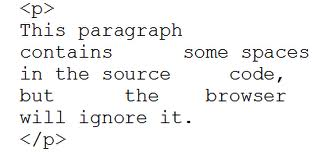 <p>
This paragraph
contains      some spaces
in the source     code,
but      the    browser
will ignore it.
</p>